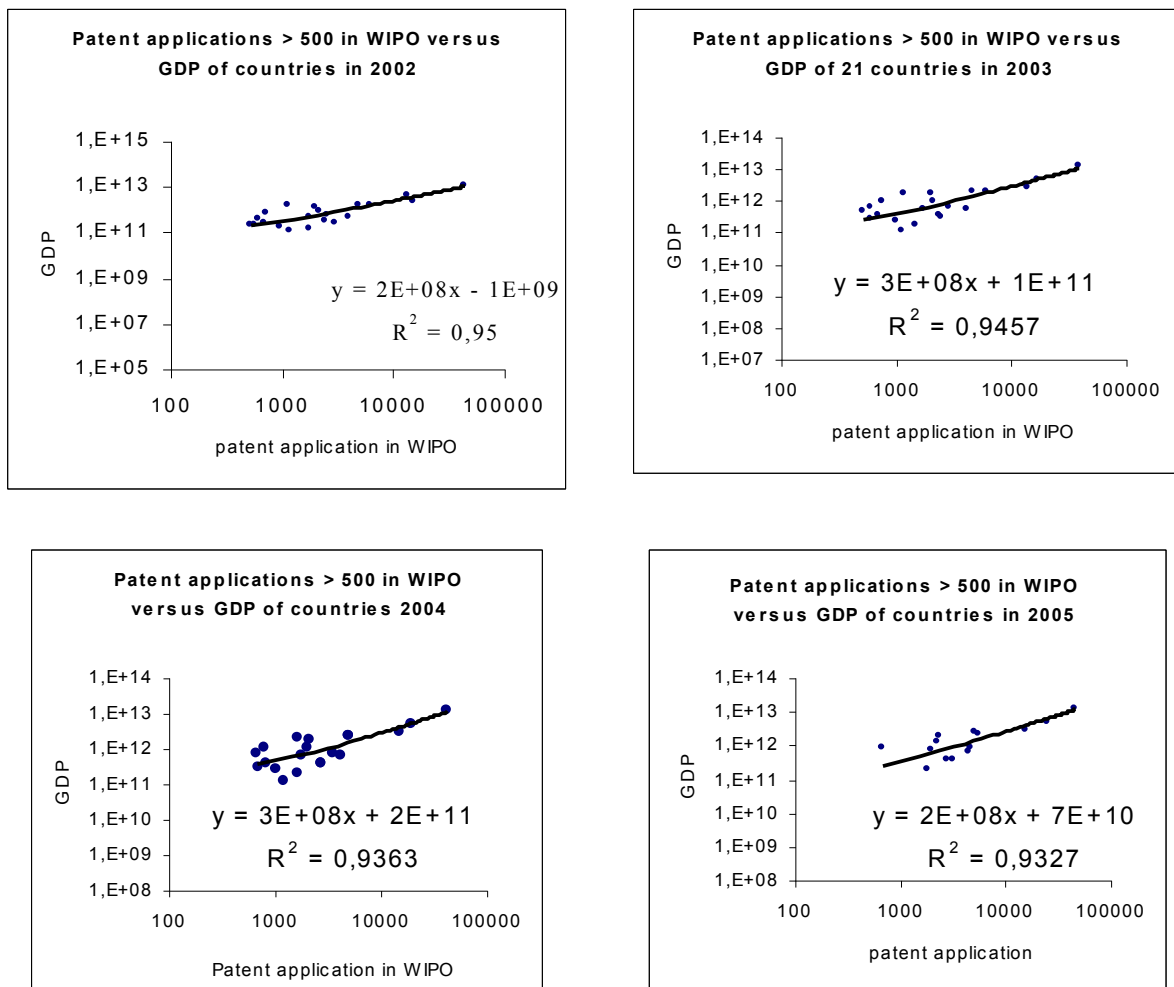 Patent applications > 500 in WIPO versus
GDP of countries in 2002
1,E+15
1,E+13
1,E+11
1,E+09
1,E+07
1,E+05
GDP
y = 2E+08x - 1E+09
R² = 0,95
100 1000 10000 100000
patent application in WIPO
Patent applications > 500 in WIPO versus
GDP of 21 countries in 2003
1,E+14
1,E+13
1,E+12
1,E+11
1,E+10
1,E+09
1,E+08
1,E+07
GDP
y = 3E+08x + 1E+11
R² = 0,9457
100 1000 10000 100000
patent application in WIPO
Patent applications > 500 in WIPO
versus GDP of countries 2004
1,E+14
1,E+13
1,E+12
1,E+11
1,E+10
1,E+09
1,E+08
GDP
y = 3E+08x + 2E+11
R² = 0,9363
100 1000 10000 100000
Patent application in WIPO
Patent applications > 500 in WIPO
versus GDP of countries in 2005
1,E+14
1,E+13
1,E+12
1,E+11
1,E+10
1,E+09
1,E+08
GDP
y = 2E+08x + 7E+10
R² = 0,9327
100 1000 10000 100000
patent application